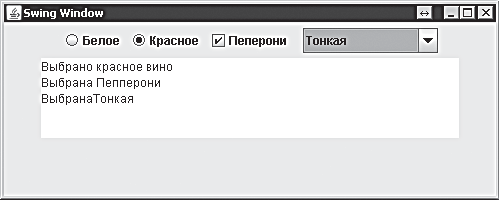 Swing Window
Белое Красное Пеперони Тонкая
Выбрано красное вино
Выбрана Пепперони
ВыбранаТонкая